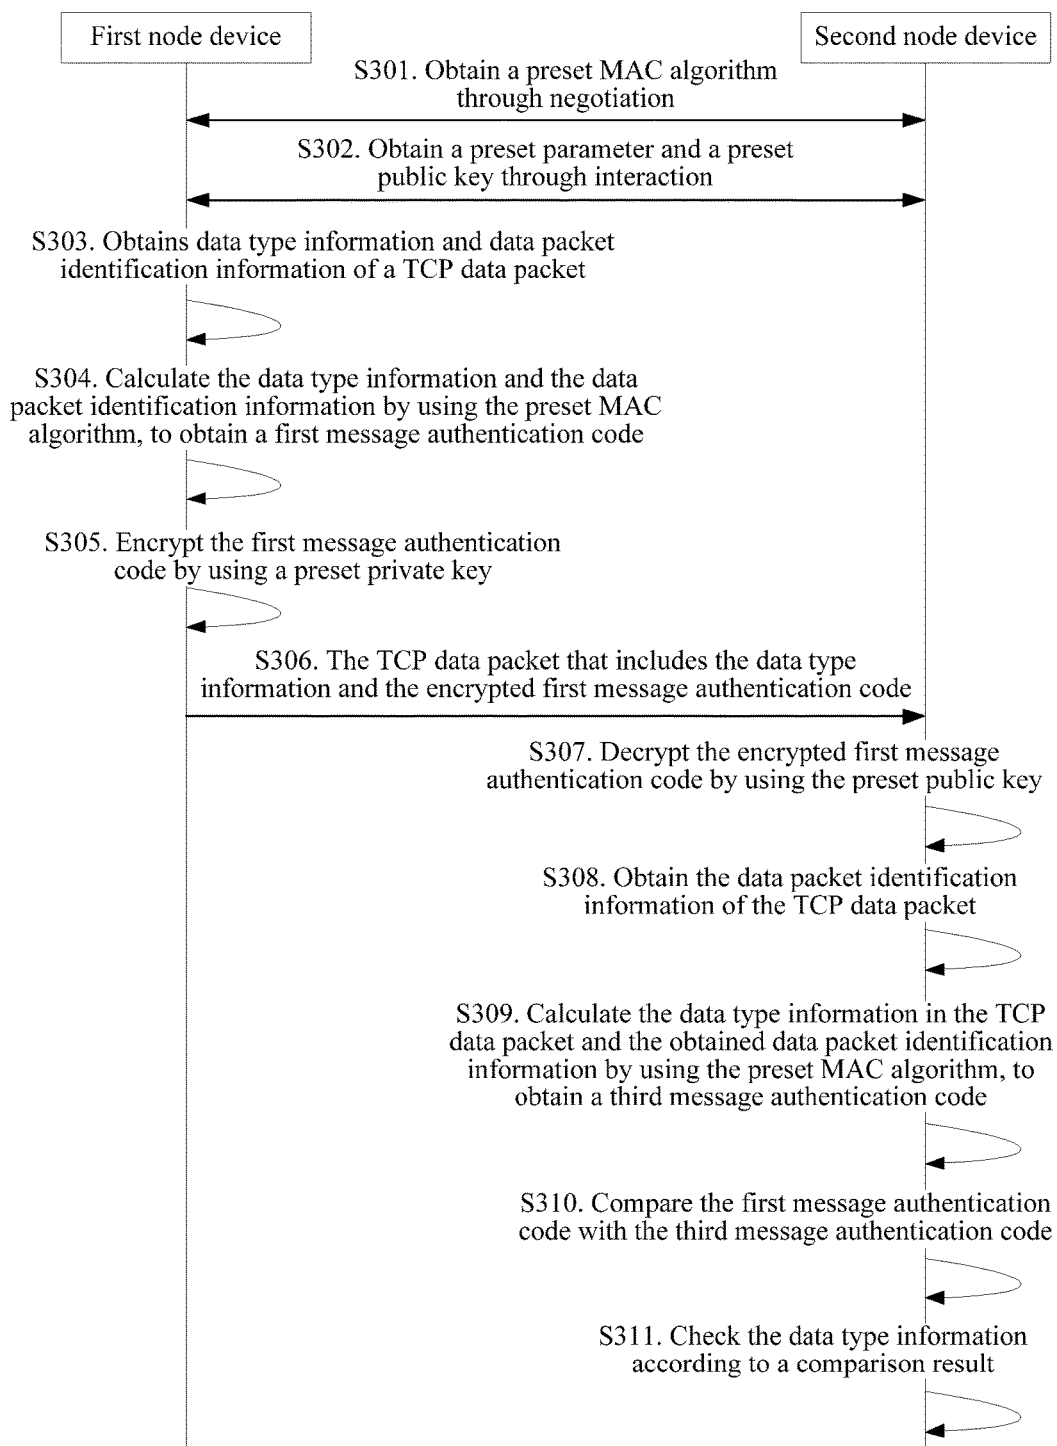 First node device
Second node device
S301. Obtain a preset MAC algorithm
through negotiation
S302. Obtain a preset parameter and a preset
public key through interaction
S303. Obtains data type information and data packet
identification information of a TCP data packet
S304. Calculate the data type information and the data
packet identification information by using the preset MAC
algorithm, to obtain a first message authentication code
S305. Encrypt the first message authentication
code by using a preset private key
S306. The TCP data packet that includes the data type
information and the encrypted first message authentication code
S307. Decrypt the encrypted first message
authentication code by using the preset public key
S308. Obtain the data packet identification
information of the TCP data packet
S309. Calculate the data type information in the TCP
data packet and the obtained data packet identification
information by using the preset MAC algorithm, to
obtain a third message authentication code
S310. Compare the first message authentication
code with the third message authentication code
S311. Check the data type information
according to a comparison result